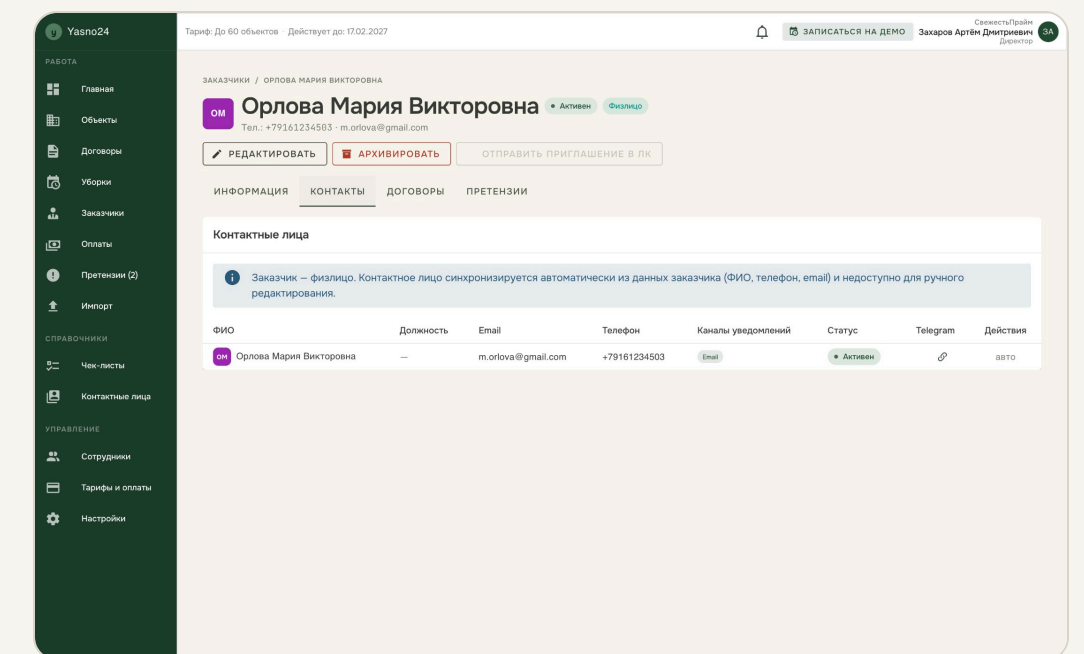 y Yasno24
Тариф: До 60 объектов · Действует до: 17.02.2027
ЗАПИСАТЬСЯ НА ДЕМО
СвежестьПрайм
Захаров Артём Дмитриевич
Директор
ЗА
РАБОТА
Главная
Объекты
Договоры
Уборки
Заказчики
Оплаты
Претензии (2)
Импорт
СПРАВОЧНИКИ
Чек-листы
Контактные лица
УПРАВЛЕНИЕ
Сотрудники
Тарифы и оплаты
Настройки
ЗАКАЗЧИКИ / ОРЛОВА МАРИЯ ВИКТОРОВНА
ОМ Орлова Мария Викторовна • Активен Физлицо
Тел.: +79161234503 · m.orlova@gmail.com
РЕДАКТИРОВАТЬ АРХИВИРОВАТЬ ОТПРАВИТЬ ПРИГЛАШЕНИЕ В ЛК
ИНФОРМАЦИЯ КОНТАКТЫ ДОГОВОРЫ ПРЕТЕНЗИИ
Контактные лица
Заказчик — физлицо. Контактное лицо синхронизируется автоматически из данных заказчика (ФИО, телефон, email) и недоступно для ручного
редактирования.
ФИО Должность Email Телефон Каналы уведомлений Статус Telegram Действия
ОМ Орлова Мария Викторовна — m.orlova@gmail.com +79161234503 Email • Активен авто